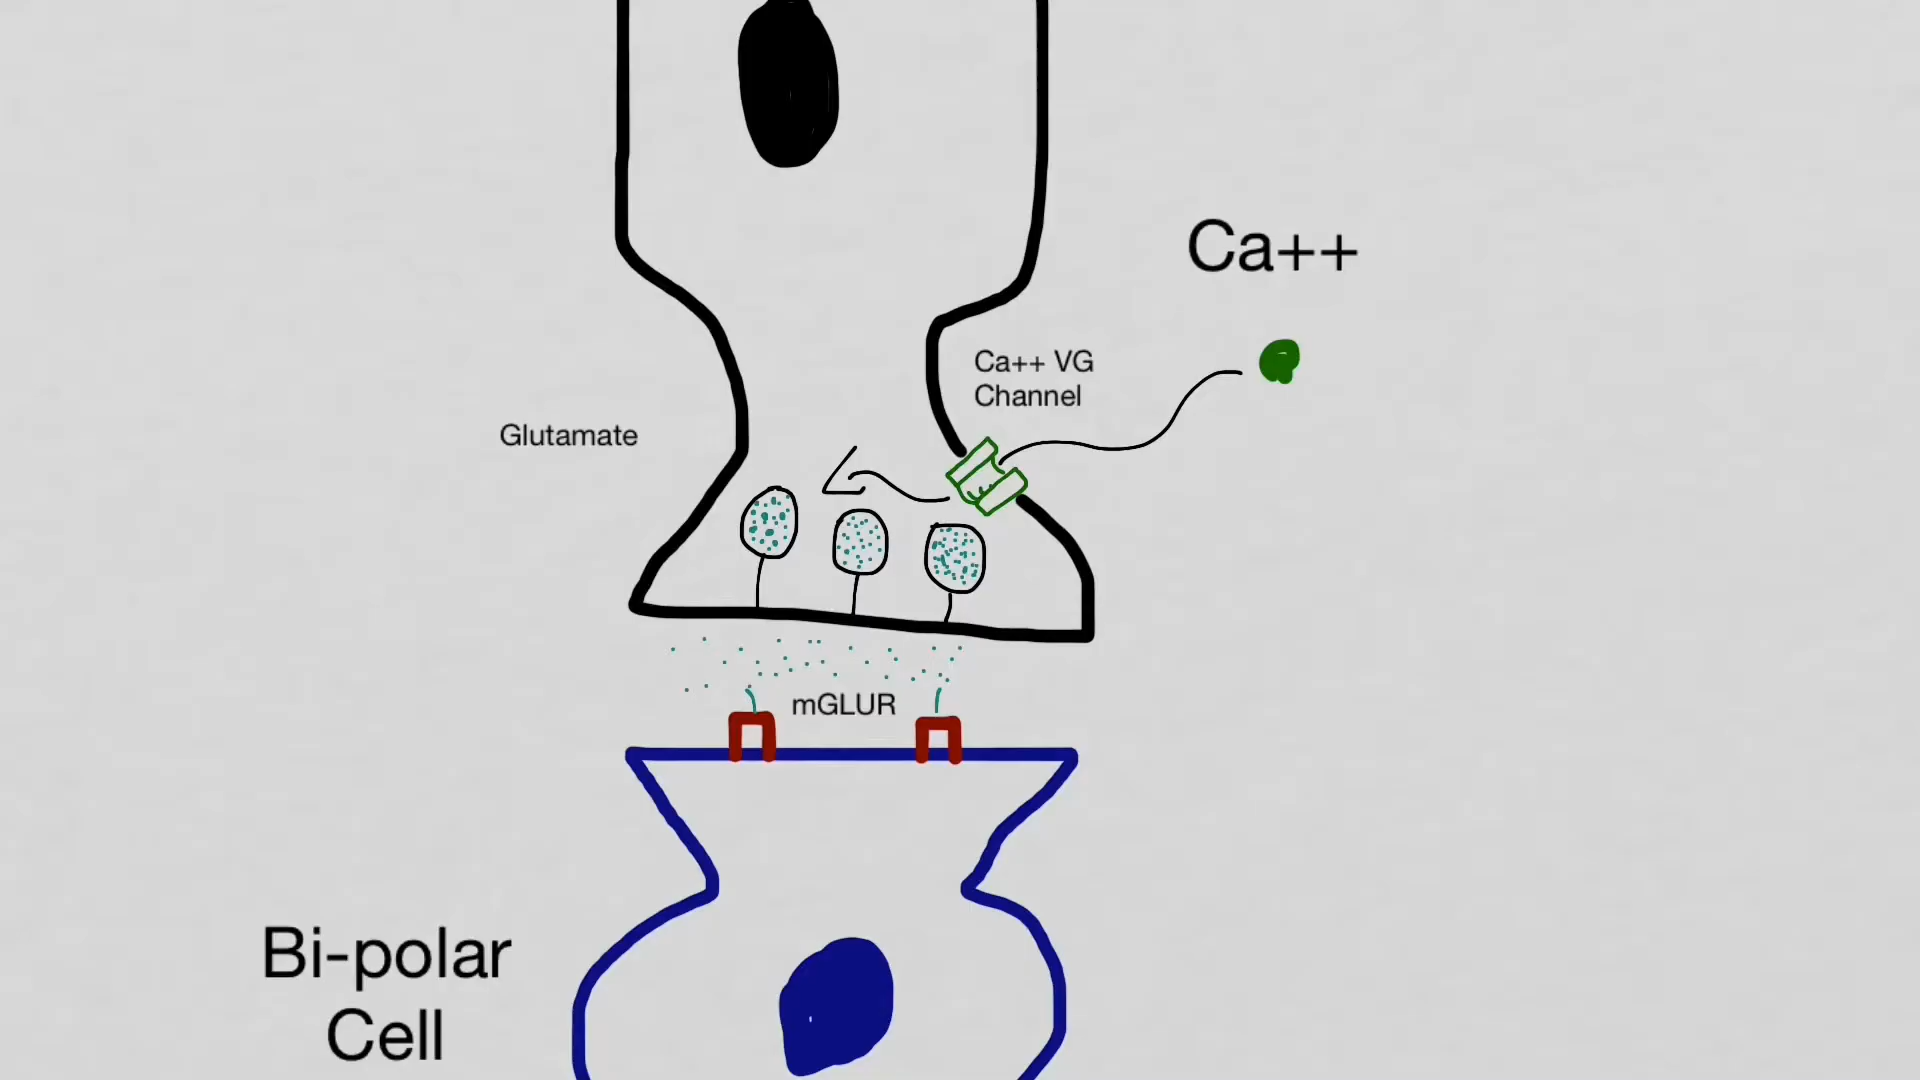 Ca++
Ca++ VG
Channel
Glutamate
mGLUR
Bi-polar
Cell